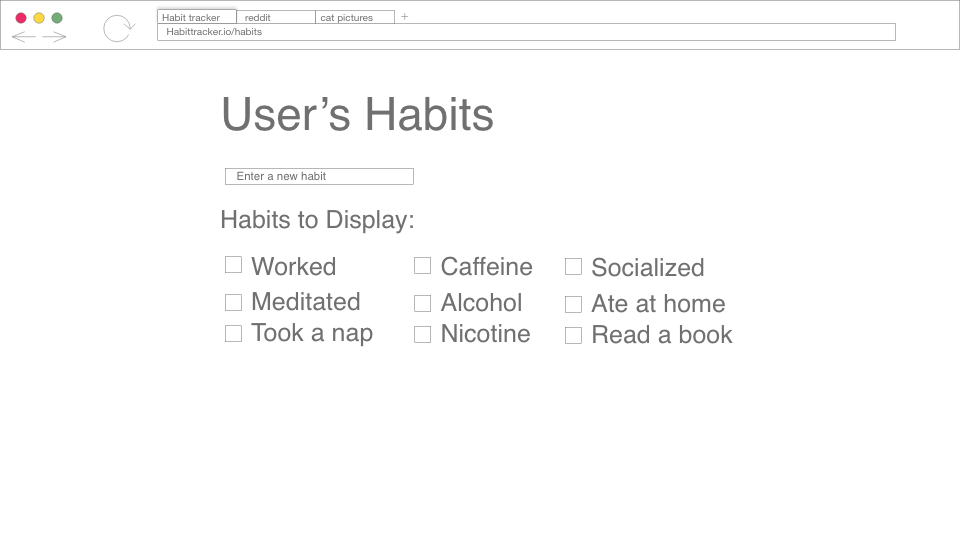 Habit tracker
reddit
cat pictures
+
Habittracker.io/habits
User’s Habits
Enter a new habit
Habits to Display:
Worked
Caffeine
Socialized
Meditated
Alcohol
Ate at home
Took a nap
Nicotine
Read a book